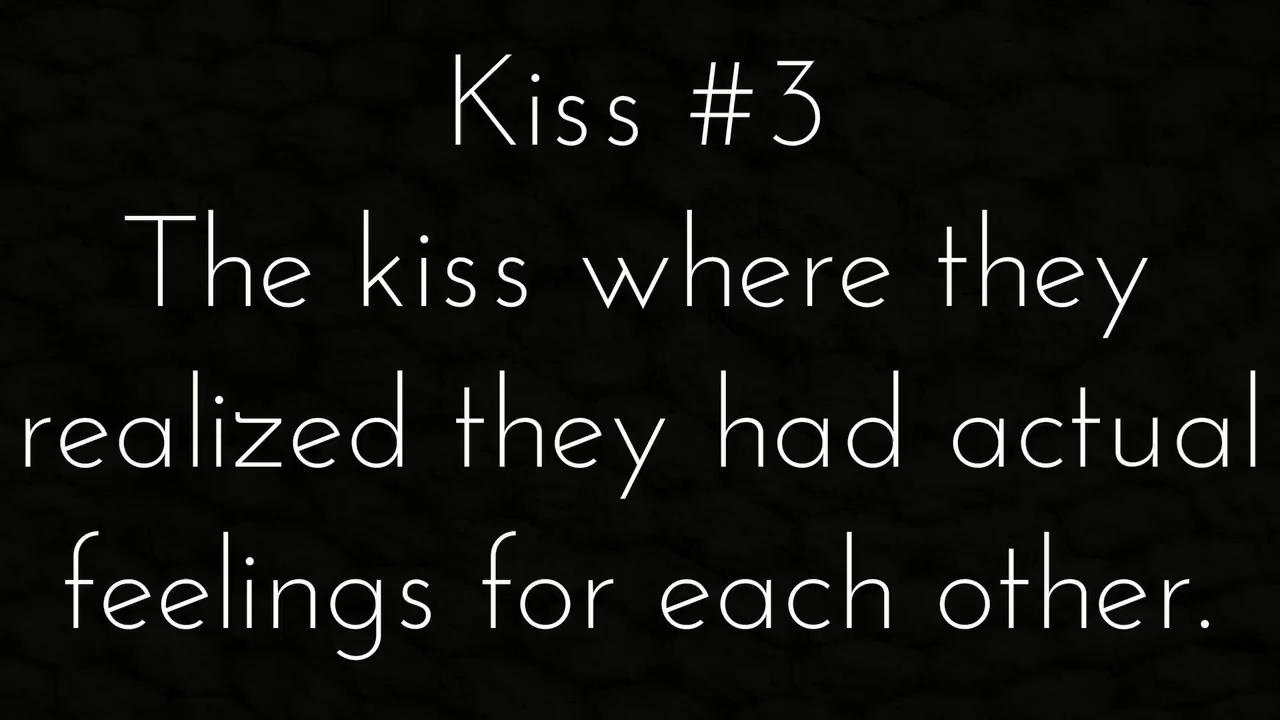 Kiss #3
The kiss where they
realized they had actual
feelings for each other.